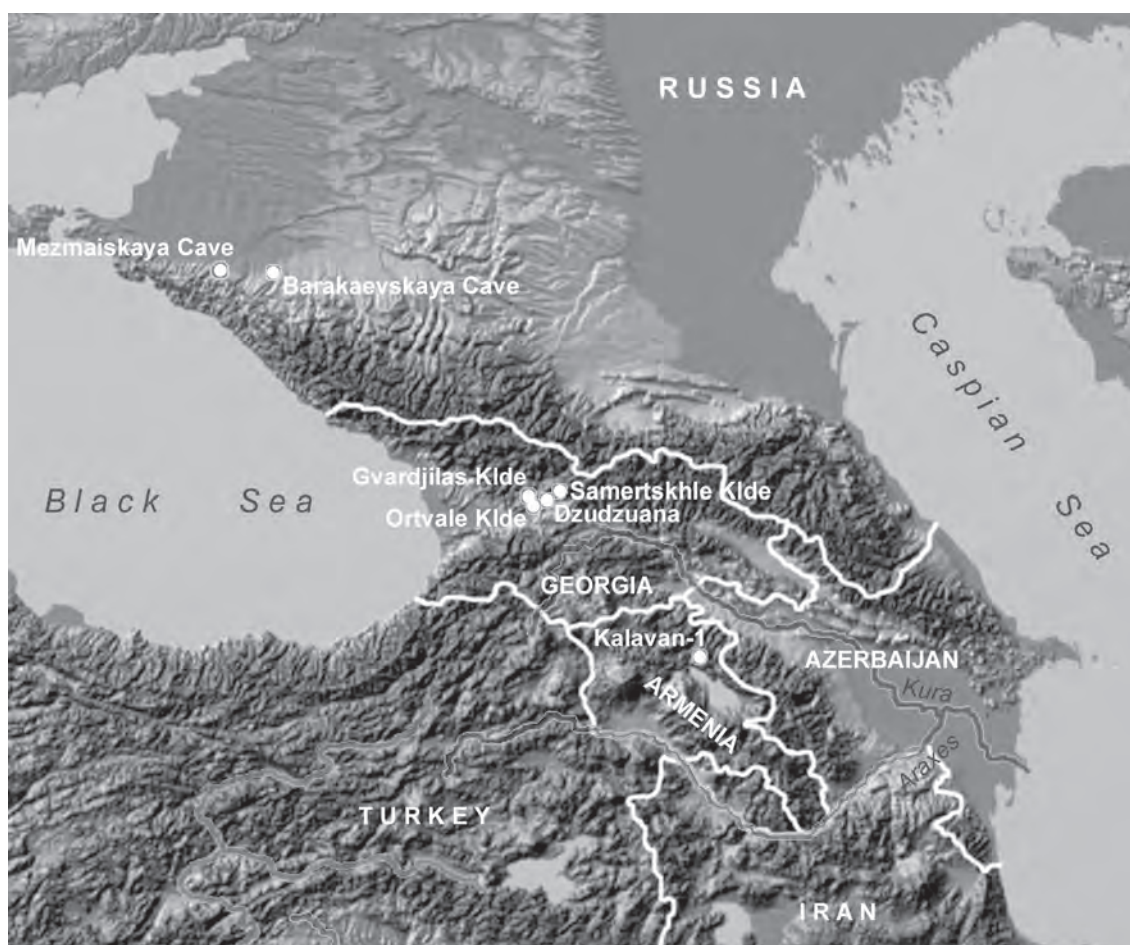 RUSSIA
Mezmaiskaya Cave
Barakaevskaya Cave
Caspian Sea
Black Sea
Gvardjilas Klde
Samertskhle Klde
Ortvale Klde
Dzudzuana
GEORGIA
Kalavan-1
AZERBAIJAN
Kura
ARMENIA
Araxes
TURKEY
IRAN